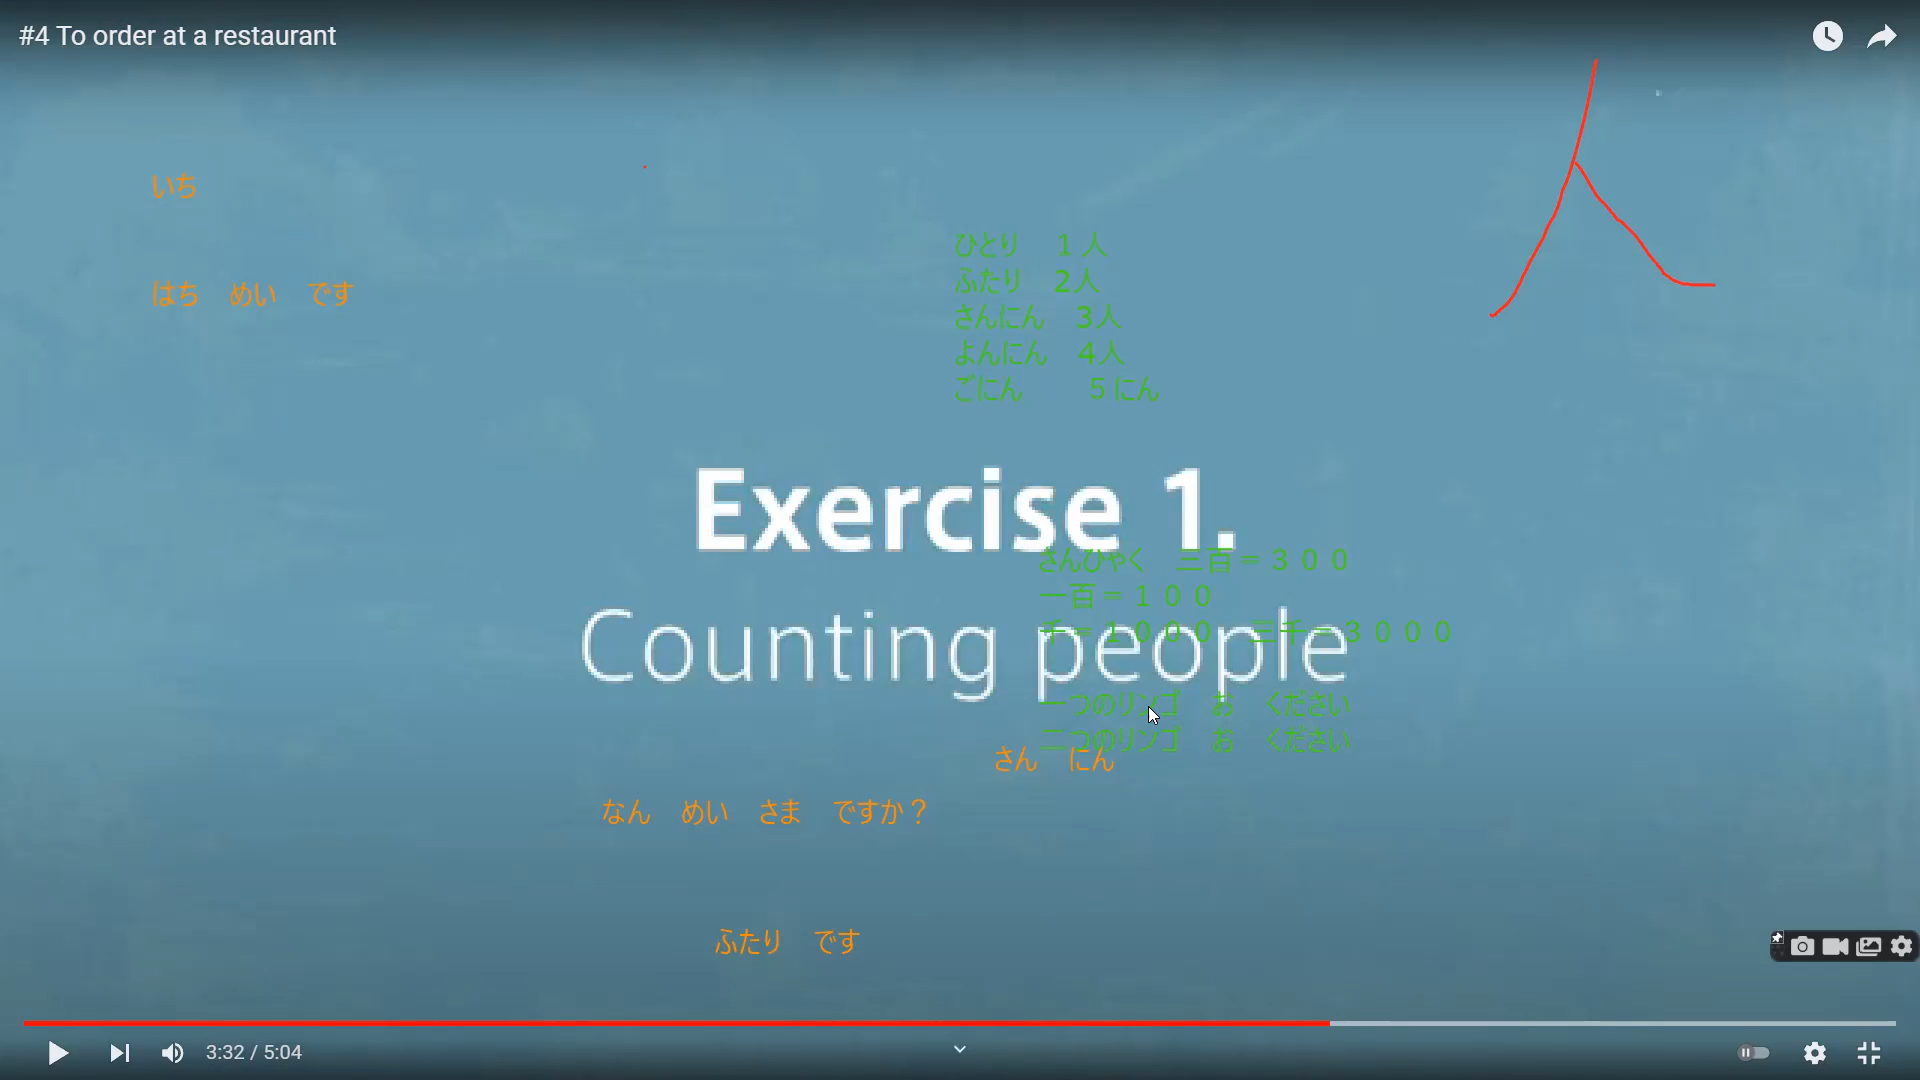 #4 To order at a restaurant
いち
はち　めい　です
ひとり　１人
ふたり　２人
さんにん　３人
よんにん　４人
ごにん　　５にん
Exercise 1.
さんひゃく　三百＝３００
一百＝１００
千＝１０００　三千＝３０００
Counting people
一つのリンゴ　お　ください
二つのリンゴ　お　ください
さん　にん
なん　めい　さま　ですか？
ふたり　です
3:32 / 5:04